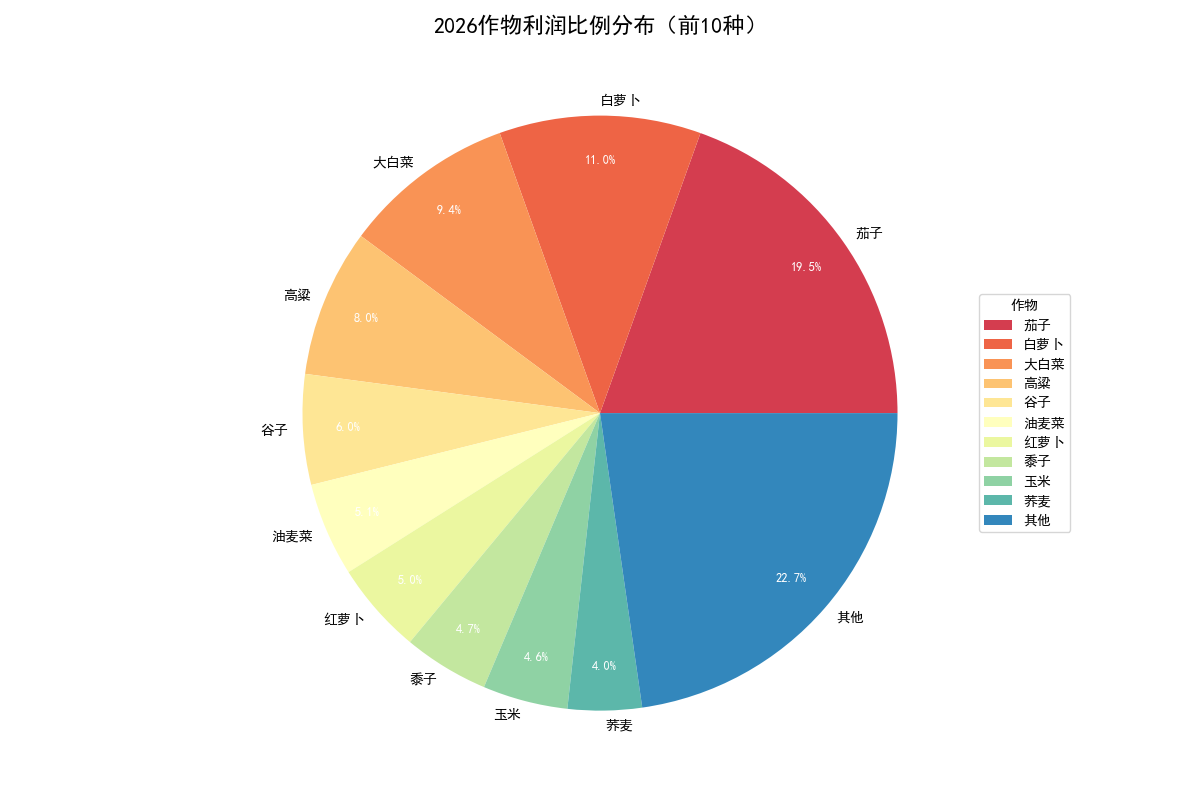 2026作物利润比例分布（前10种）
白萝卜
11.0%
大白菜
9.4%
茄子
19.5%
高粱
8.0%
谷子
6.0%
油麦菜
红萝卜
5.0%
黍子
4.7%
玉米
4.6%
荞麦
4.0%
其他
22.7%
作物
茄子
白萝卜
大白菜
高粱
谷子
油麦菜
红萝卜
黍子
玉米
荞麦
其他